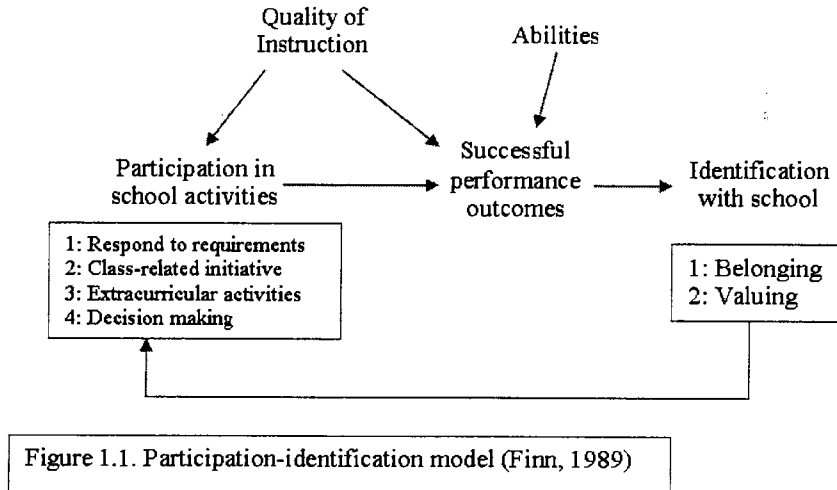 Quality of
Instruction
Abilities
Participation in
school activities
Successful
performance
outcomes
Identification
with school
1: Respond to requirements
2: Class-related initiative
3: Extracurricular activities
4: Decision making
1: Belonging
2: Valuing
Figure 1.1. Participation-identification model (Finn, 1989)